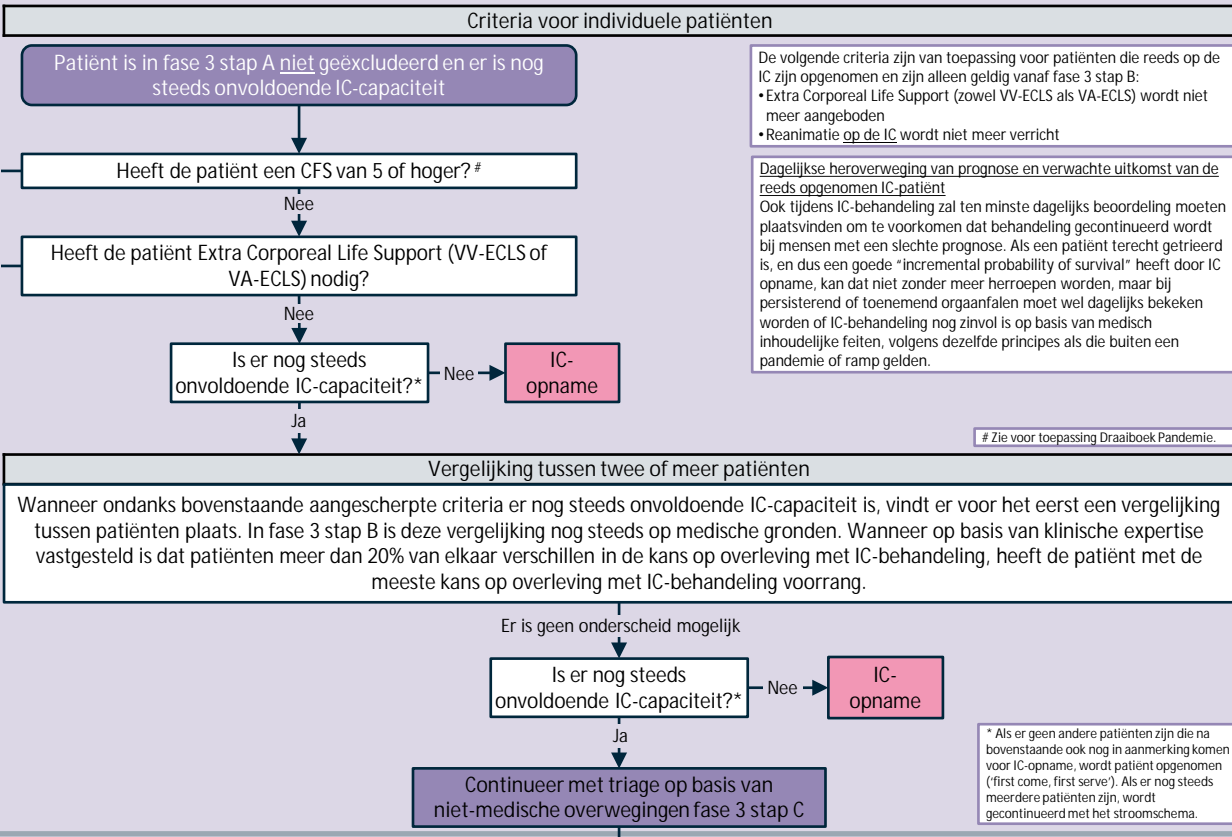 Criteria voor individuele patiënten
Patiënt is in fase 3 stap A niet geëxcludeerd en er is nog
steeds onvoldoende IC-capaciteit
De volgende criteria zijn van toepassing voor patiënten die reeds op de
IC zijn opgenomen en zijn alleen geldig vanaf fase 3 stap B:
• Extra Corporeal Life Support (zowel VV-ECLS als VA-ECLS) wordt niet
meer aangeboden
• Reanimatie op de IC wordt niet meer verricht
Heeft de patiënt een CFS van 5 of hoger? #
Nee
Heeft de patiënt Extra Corporeal Life Support (VV-ECLS of
VA-ECLS) nodig?
Nee
Dagelijkse heroverweging van prognose en verwachte uitkomst van de
reeds opgenomen IC-patiënt
Ook tijdens IC-behandeling zal ten minste dagelijks beoordeling moeten
plaatsvinden om te voorkomen dat behandeling gecontinueerd wordt
bij mensen met een slechte prognose. Als een patiënt terecht getrieerd
is, en dus een goede "incremental probability of survival" heeft door IC
opname, kan dat niet zonder meer herroepen worden, maar bij
persisterend of toenemend orgaanfalen moet wel dagelijks bekeken
worden of IC-behandeling nog zinvol is op basis van medisch
inhoudelijke feiten, volgens dezelfde principes als die buiten een
pandemie of ramp gelden.
Is er nog steeds
onvoldoende IC-capaciteit?*
Nee
IC-
opname
Ja
# Zie voor toepassing Draaiboek Pandemie.
Vergelijking tussen twee of meer patiënten
Wanneer ondanks bovenstaande aangescherpte criteria er nog steeds onvoldoende IC-capaciteit is, vindt er voor het eerst een vergelijking
tussen patiënten plaats. In fase 3 stap B is deze vergelijking nog steeds op medische gronden. Wanneer op basis van klinische expertise
vastgesteld is dat patiënten meer dan 20% van elkaar verschillen in de kans op overleving met IC-behandeling, heeft de patiënt met de
meeste kans op overleving met IC-behandeling voorrang.
Er is geen onderscheid mogelijk
Is er nog steeds
onvoldoende IC-capaciteit?*
Nee
IC-
opname
Ja
Continueer met triage op basis van
niet-medische overwegingen fase 3 stap C
* Als er geen andere patiënten zijn die na
bovenstaande ook nog in aanmerking komen
voor IC-opname, wordt patiënt opgenomen
('first come, first serve'). Als er nog steeds
meerdere patiënten zijn, wordt
gecontinueerd met het stroomschema.